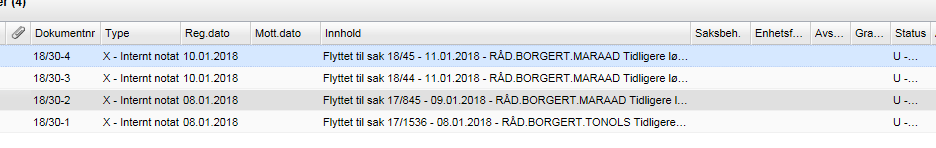 (4)
Dokumentnr Type Reg.dato Mott.dato Innhold Saksbeh. Enhetsf... Avs... Gra... Status
18/30-4 X - Internt notat 10.01.2018 Flyttet til sak 18/45 - 11.01.2018 - RÅD.BORGERT.MARAAD Tidligere lø... U -...
18/30-3 X - Internt notat 10.01.2018 Flyttet til sak 18/44 - 11.01.2018 - RÅD.BORGERT.MARAAD Tidligere lø... U -...
18/30-2 X - Internt notat 08.01.2018 Flyttet til sak 17/845 - 09.01.2018 - RÅD.BORGERT.MARAAD Tidligere l... U -...
18/30-1 X - Internt notat 08.01.2018 Flyttet til sak 17/1536 - 08.01.2018 - RÅD.BORGERT.TONOLS Tidligere... U -...